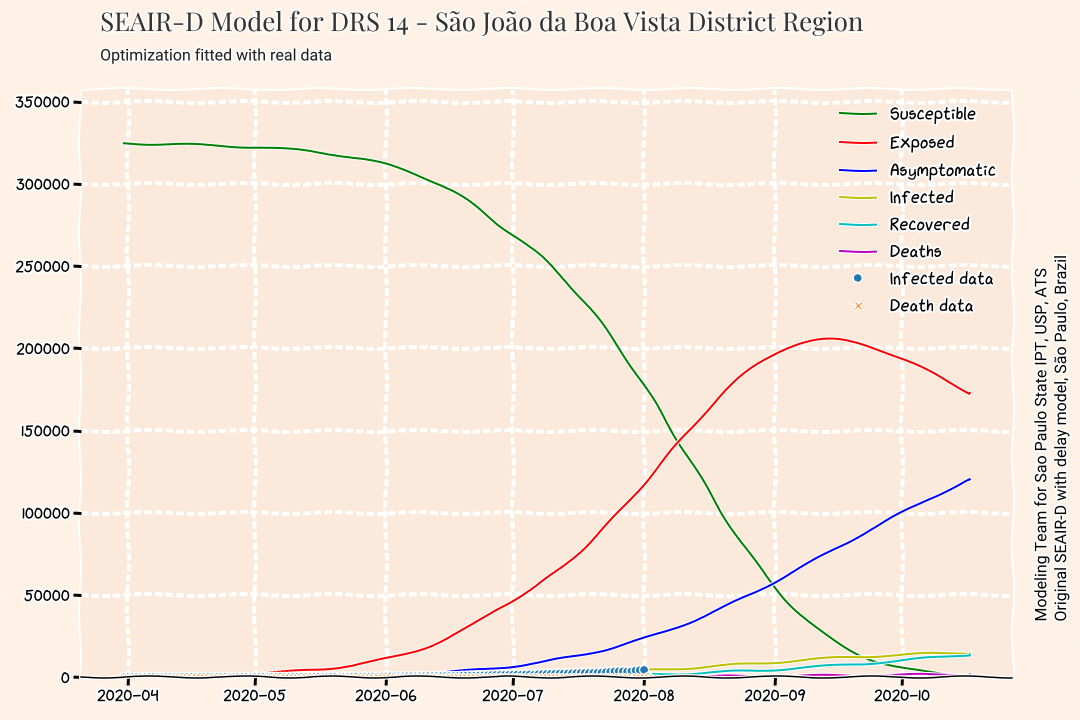 SEAIR-D Model for DRS 14 - São João da Boa Vista District Region
Optimization fitted with real data
350000
300000
250000
200000
150000
100000
50000
0
2020-04
2020-05
2020-06
2020-07
2020-08
2020-09
2020-10
Susceptible
Exposed
Asymptomatic
Infected
Recovered
Deaths
Infected data
Death data
Modeling Team for Sao Paulo State IPT, USP, ATS
Original SEAIR-D with delay model, São Paulo, Brazil